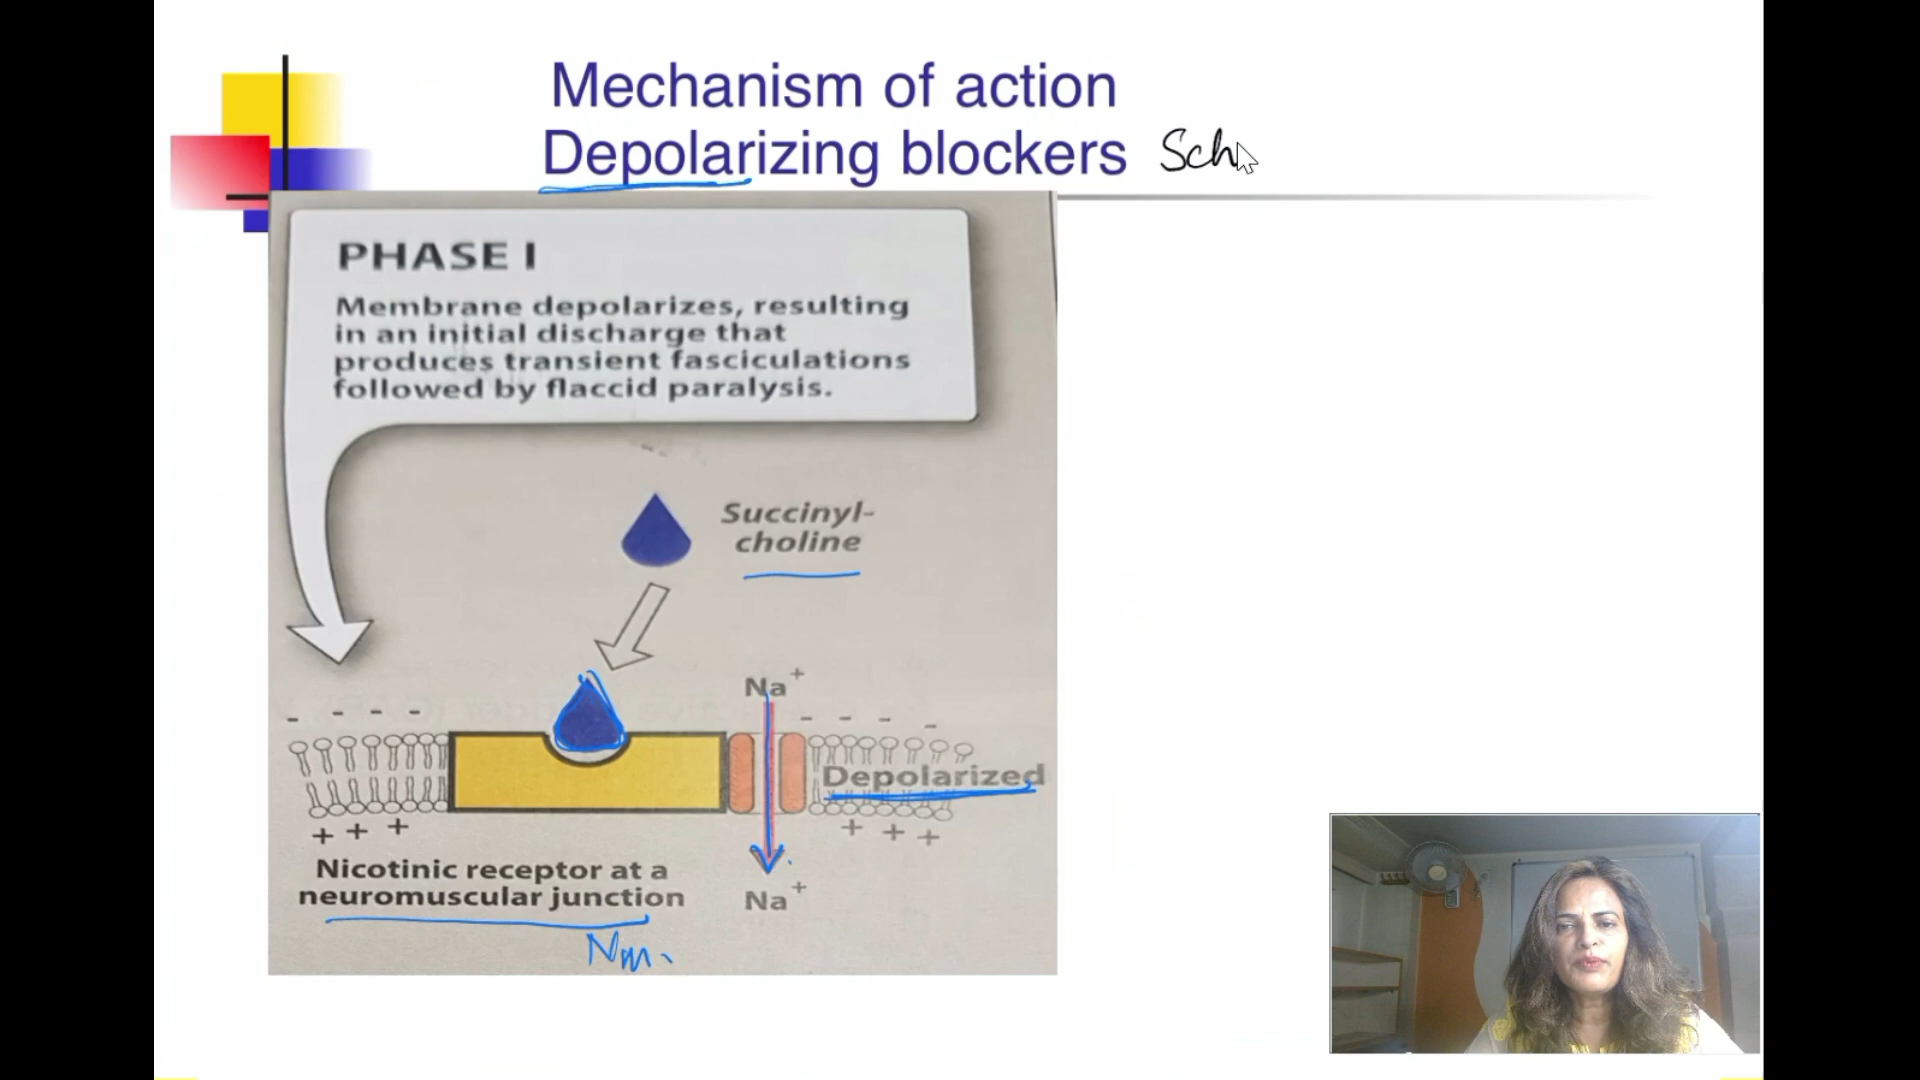 Mechanism of action
Depolarizing blockers Sch
PHASE I
Membrane depolarizes, resulting
in an initial discharge that
produces transient fasciculations
followed by flaccid paralysis.
Succinyl-
choline
Na+
- - - -
- - - -
Depolarized
+ + +
+ + +
Nicotinic receptor at a
neuromuscular junction
Na+
Nm.